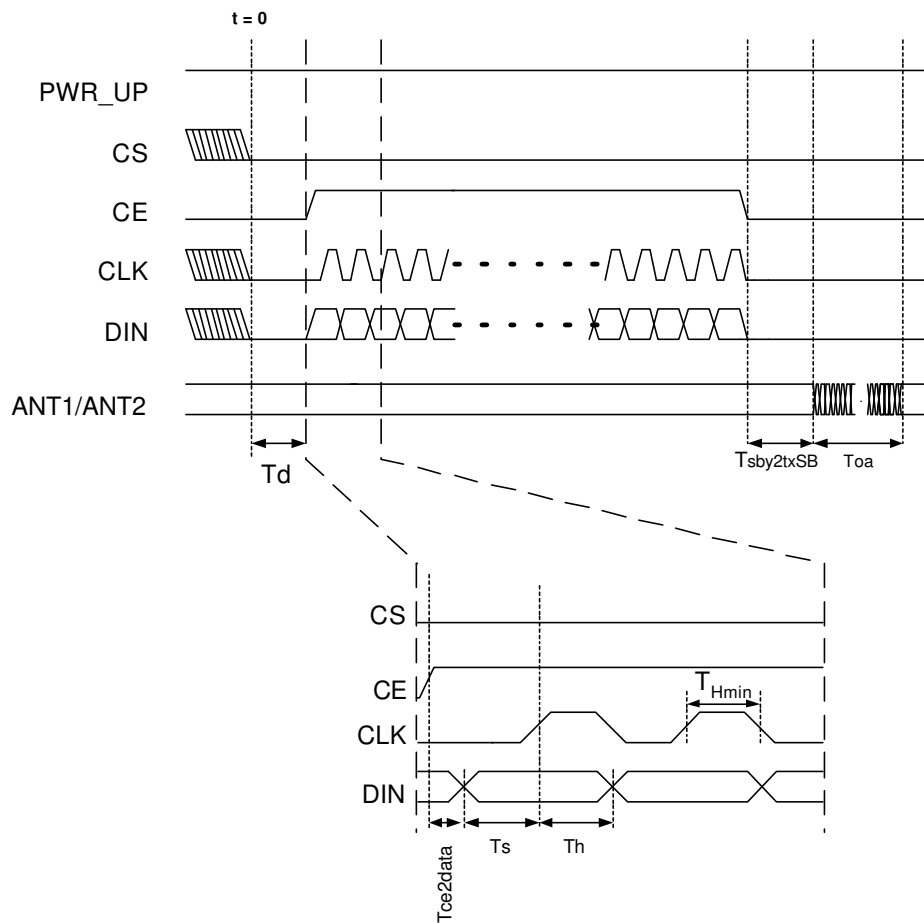 t = 0
PWR_UP
CS
CE
CLK
DIN
ANT1/ANT2
Td
Tsby2txSB
Toa
CS
CE
THmin
CLK
DIN
Tce2data
Ts
Th